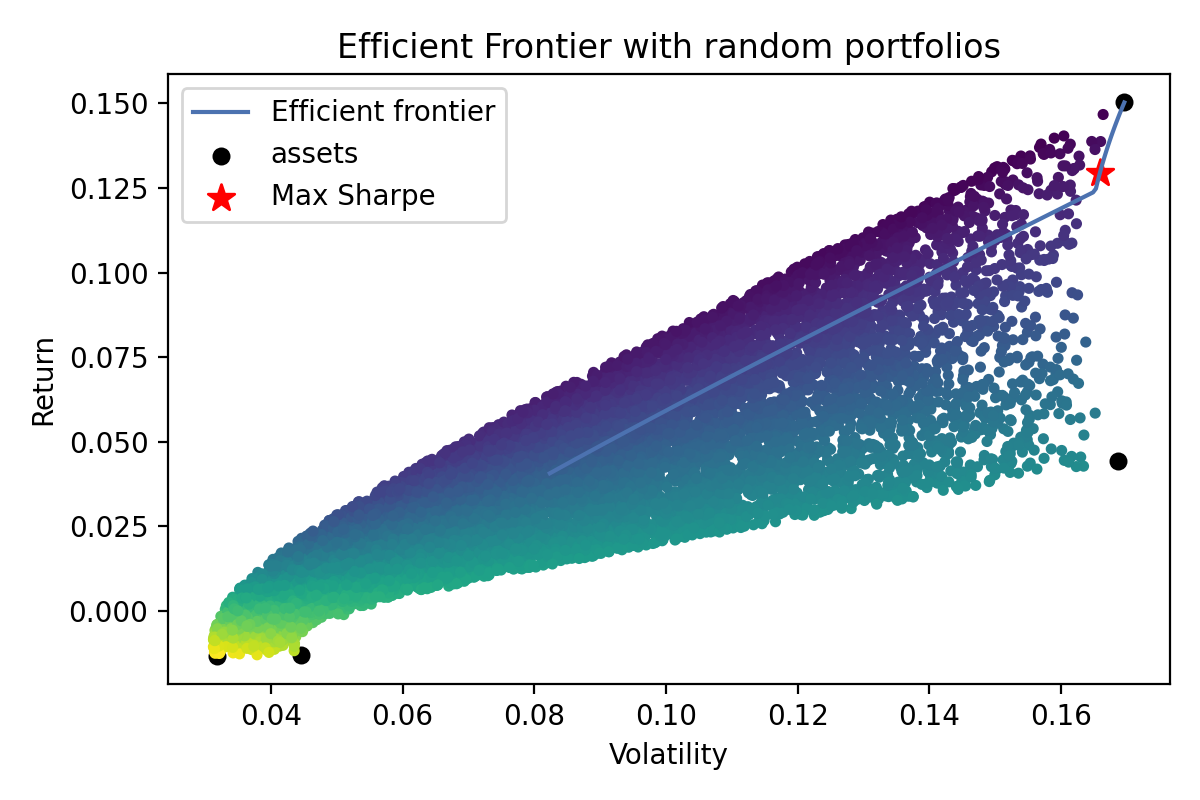 Efficient Frontier with random portfolios
Efficient frontier
assets
Max Sharpe
Return
0.150
0.125
0.100
0.075
0.050
0.025
0.000
0.04 0.06 0.08 0.10 0.12 0.14 0.16
Volatility